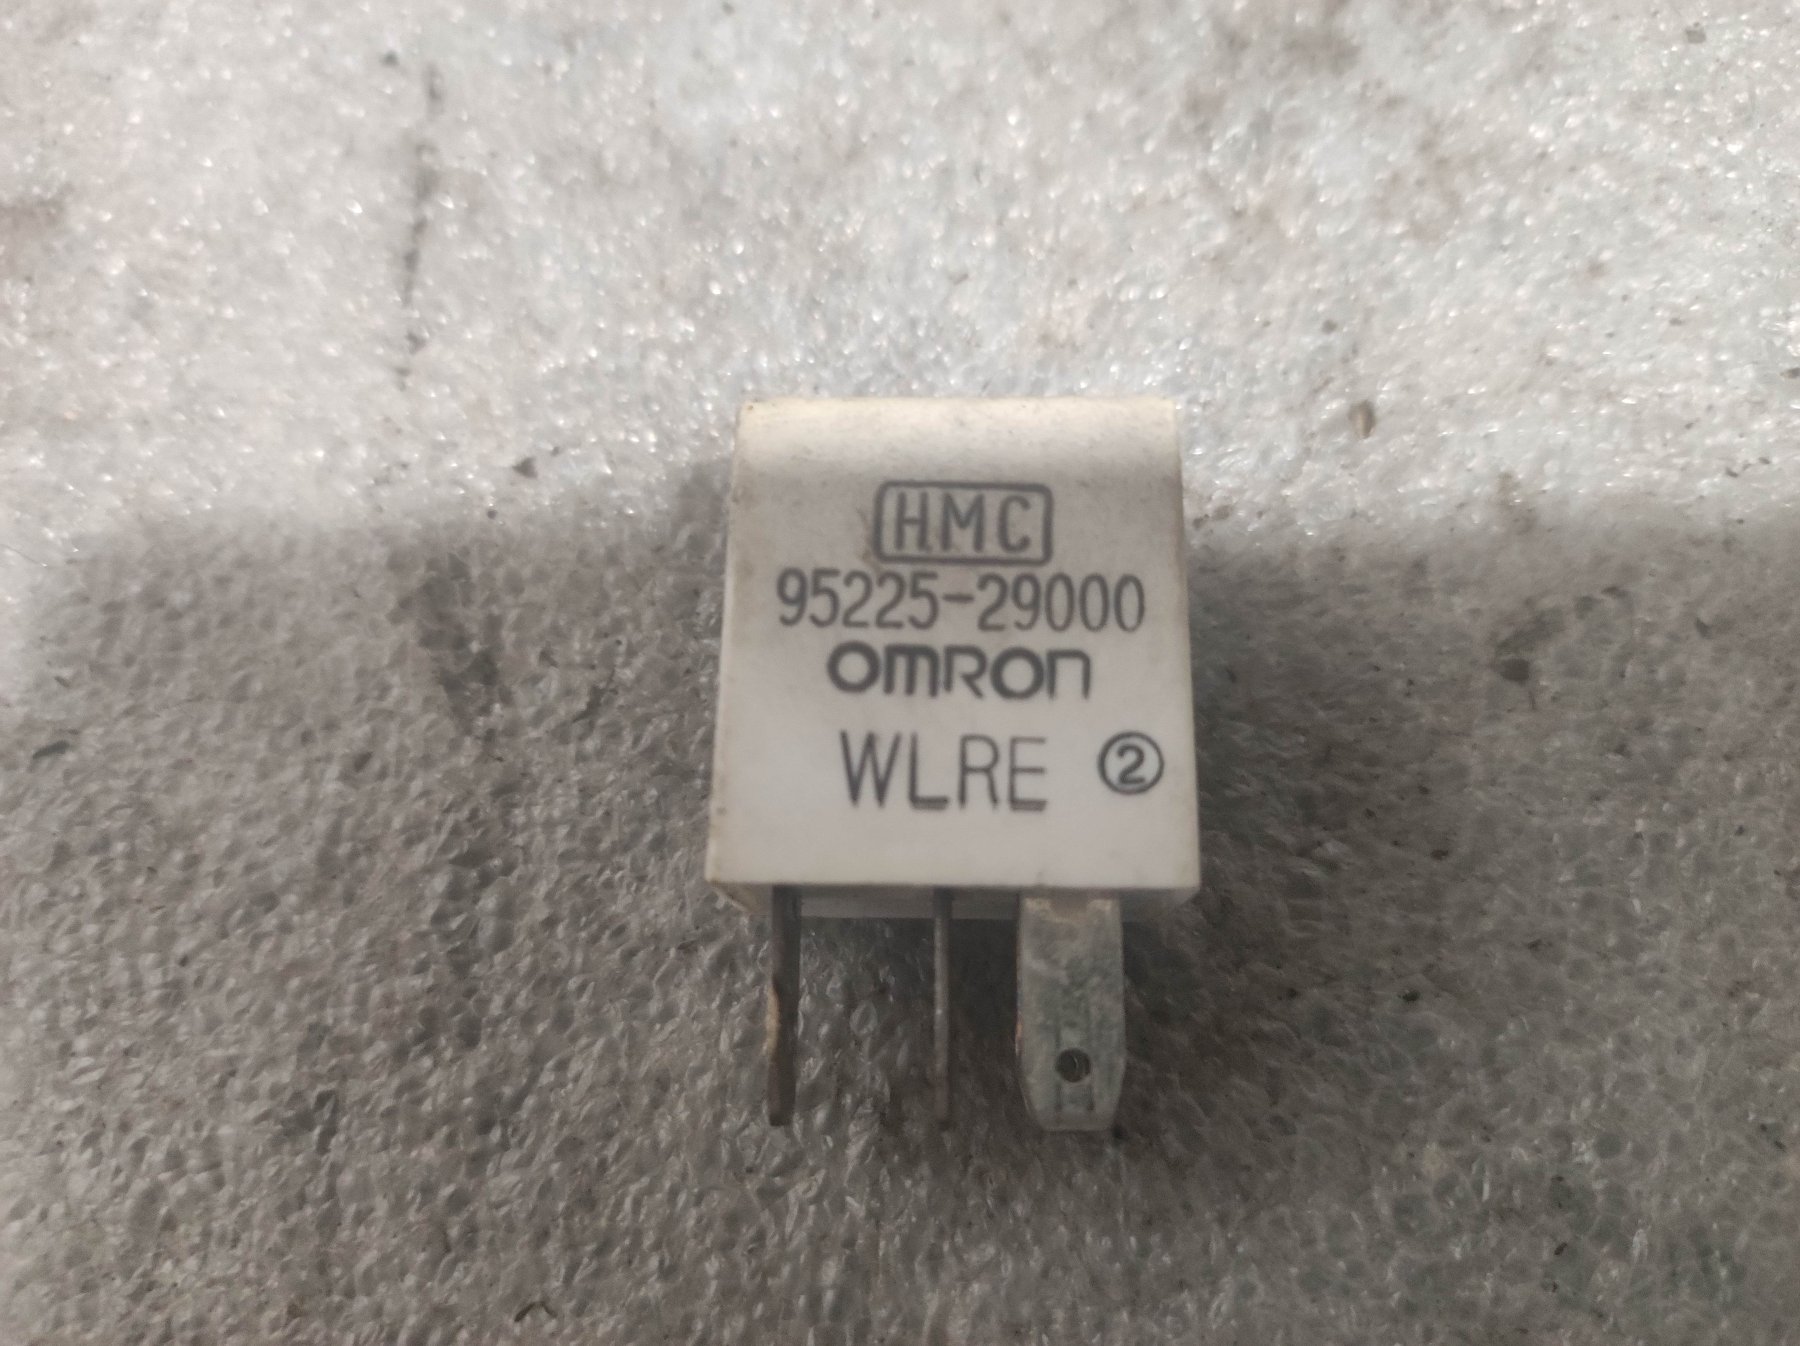 HMC
95225-29000
omRon
WLRE ②